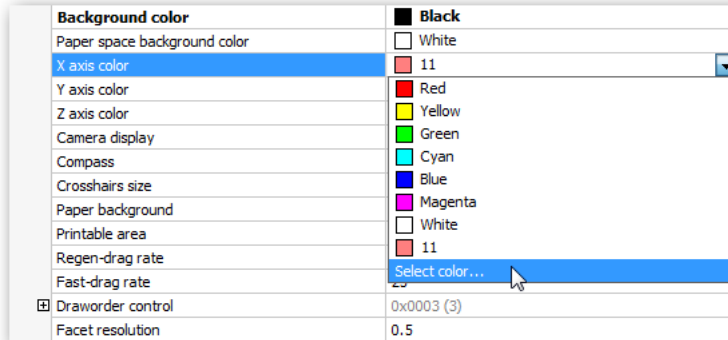 Background color Black
Paper space background color White
X axis color 11
Y axis color Red
Z axis color Yellow
Camera display Green
Compass Cyan
Crosshairs size Blue
Paper background Magenta
Printable area White
Regen-drag rate 11
Fast-drag rate Select color...
Draworder control 0x0003 (3)
Facet resolution 0.5